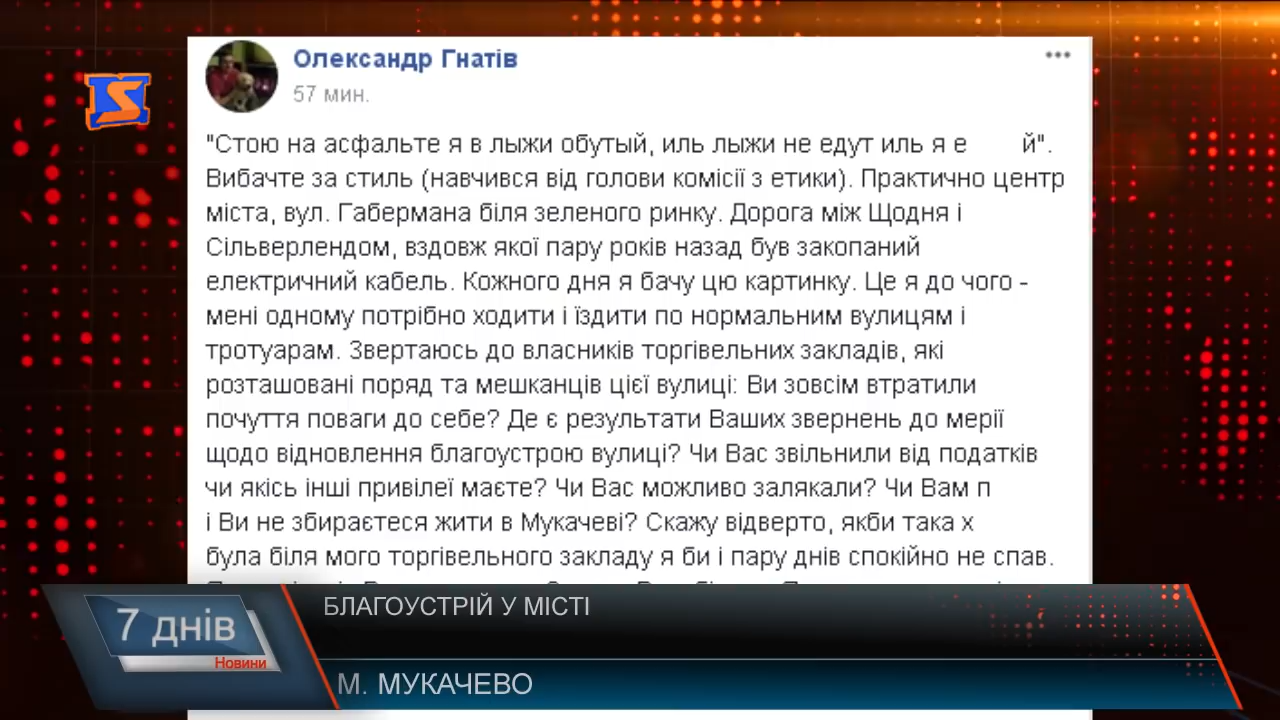 Олександр Гнатів
57 мин.
"Стою на асфальте я в лыжи обутый, иль лыжи не едут иль я е й".
Вибачте за стиль (навчився від голови комісії з етики). Практично центр
міста, вул. Габермана біля зеленого ринку. Дорога між Щодня і
Сільверлендом, вздовж якої пару років назад був закопаний
електричний кабель. Кожного дня я бачу цю картинку. Це я до чого -
мені одному потрібно ходити і їздити по нормальним вулицям і
тротуарам. Звертаюсь до власників торгівельних закладів, які
розташовані поряд та мешканців цієї вулиці: Ви зовсім втратили
почуття поваги до себе? Де є результати Ваших звернень до мерії
щодо відновлення благоустрою вулиці? Чи Вас звільнили від податків
чи якісь інші привілеї маєте? Чи Вас можливо залякали? Чи Вам п
і Ви не збираєтеся жити в Мукачеві? Скажу відверто, якби така х
була біля мого торгівельного закладу я би і пару днів спокійно не спав.
БЛАГОУСТРІЙ У МІСТІ
7 днів
Новини
М. МУКАЧЕВО